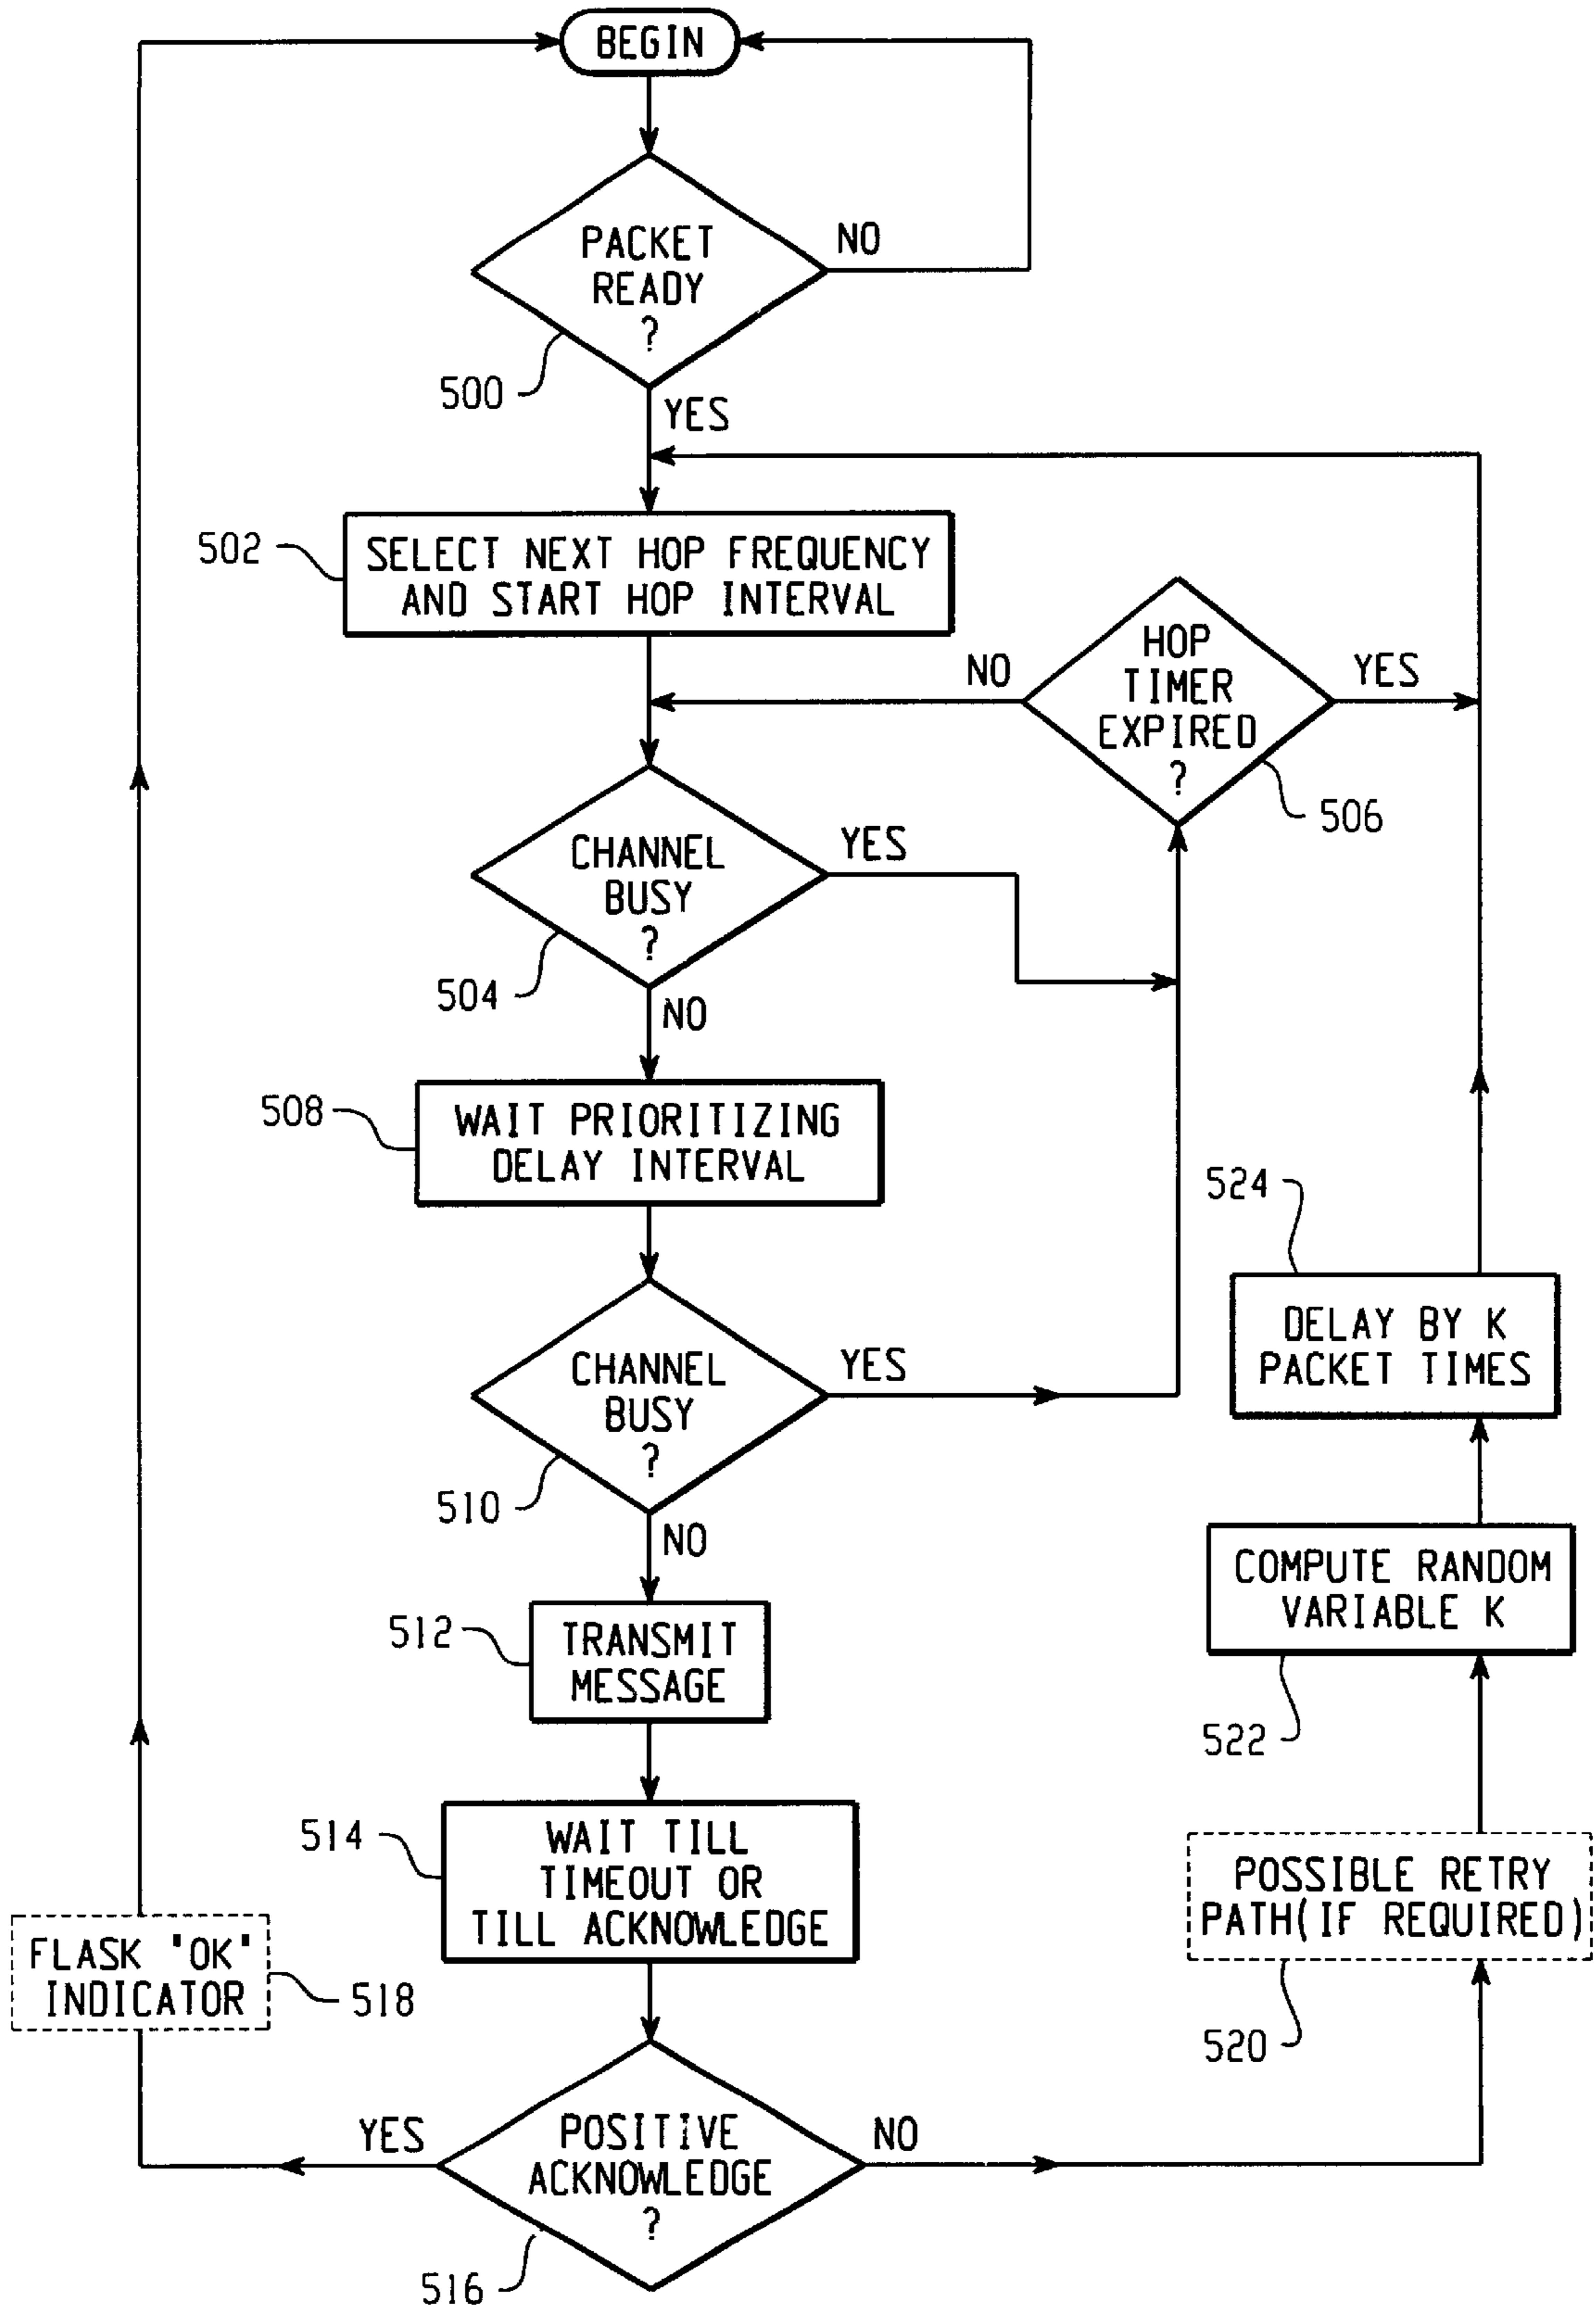 BEGIN
PACKET
READY
?
NO
500
YES
502
SELECT NEXT HOP FREQUENCY
AND START HOP INTERVAL
HOP
TIMER
EXPIRED
?
NO
YES
506
CHANNEL
BUSY
?
YES
504
NO
508
WAIT PRIORITIZING
DELAY INTERVAL
524
DELAY BY K
PACKET TIMES
CHANNEL
BUSY
?
YES
510
NO
COMPUTE RANDOM
VARIABLE K
522
512
TRANSMIT
MESSAGE
514
WAIT TILL
TIMEOUT OR
TILL ACKNOWLEDGE
POSSIBLE RETRY
PATH(IF REQUIRED)
520
FLASK "OK"
INDICATOR
518
YES
POSITIVE
ACKNOWLEDGE
?
NO
516